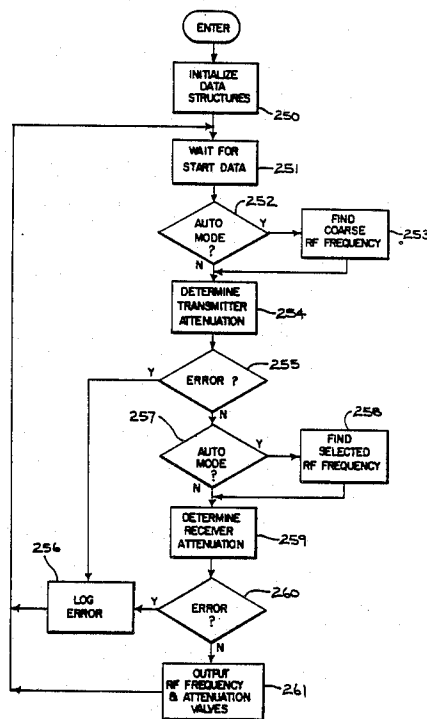 ENTER
INITIALIZE
DATA
STRUCTURES
250
WAIT FOR
START DATA
251
252
AUTO
MODE
?
Y
N
FIND
COARSE
RF FREQUENCY
253
DETERMINE
TRANSMITTER
ATTENUATION
254
255
ERROR ?
Y
N
257
AUTO
MODE
?
Y
N
258
FIND
SELECTED
RF FREQUENCY
DETERMINE
RECEIVER
ATTENUATION
259
256
LOG
ERROR
260
ERROR
?
Y
N
OUTPUT
RF FREQUENCY
& ATTENUATION
VALVES
261